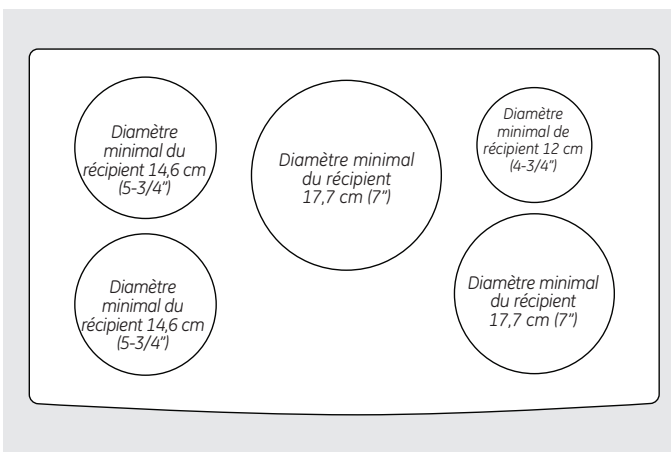 Diamètre
minimal du
récipient 14,6 cm
(5-3/4")
Diamètre minimal
du récipient
17,7 cm (7")
Diamètre
minimal de
récipient 12 cm
(4-3/4")
Diamètre
minimal du
récipient 14,6 cm
(5-3/4")
Diamètre minimal
du récipient
17,7 cm (7")